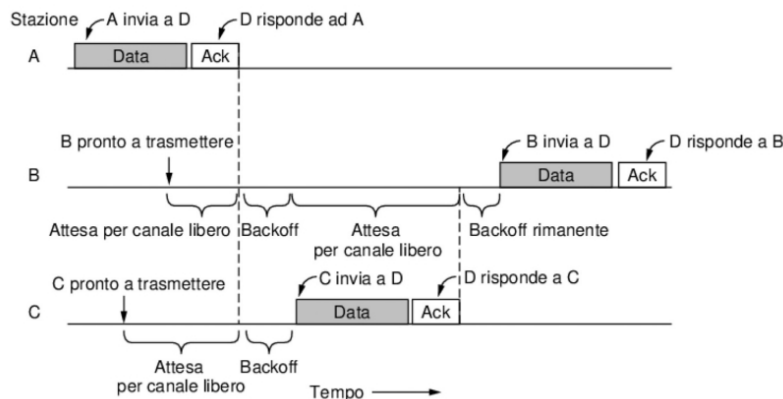 Stazione
A invia a D
D risponde ad A
A
Data
Ack
B pronto a trasmettere
B invia a D
D risponde a B
B
Data
Ack
Attesa per canale libero
Backoff
Attesa
per canale libero
Backoff rimanente
C pronto a trasmettere
C invia a D
D risponde a C
C
Data
Ack
Attesa
per canale libero
Backoff
Tempo